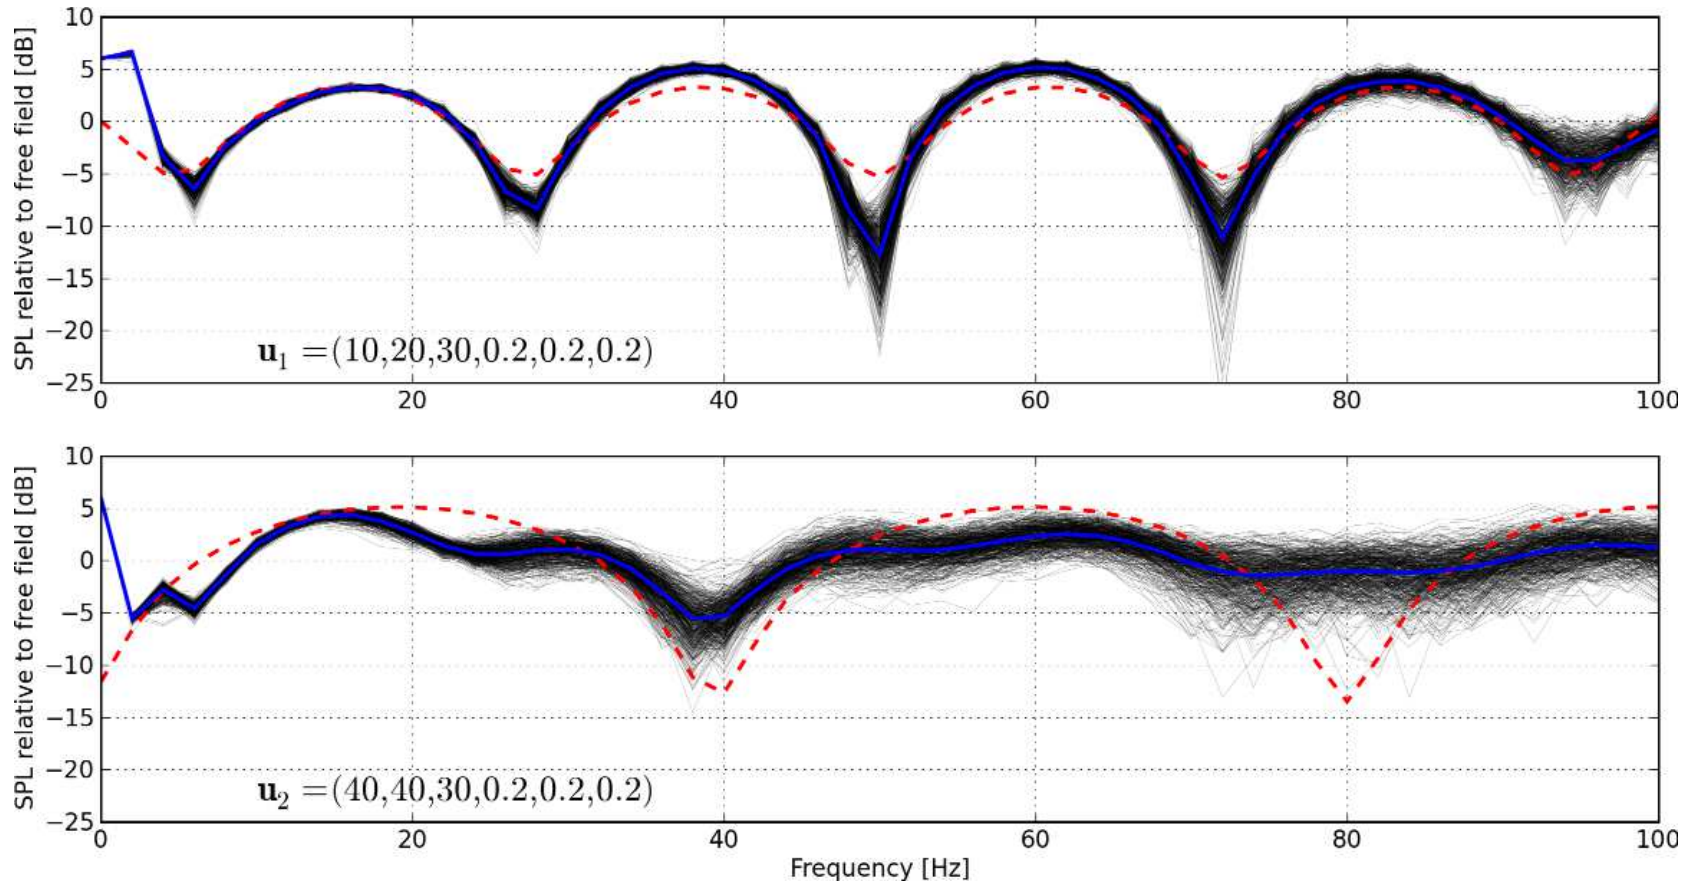 SPL relative to free field [dB]
10
5
0
−5
−10
−15
−20
−25
𝐮₁ =(10,20,30,0.2,0.2,0.2)
0 20 40 60 80 100
SPL relative to free field [dB]
10
5
0
−5
−10
−15
−20
−25
𝐮₂ =(40,40,30,0.2,0.2,0.2)
0 20 40 60 80 100
Frequency [Hz]